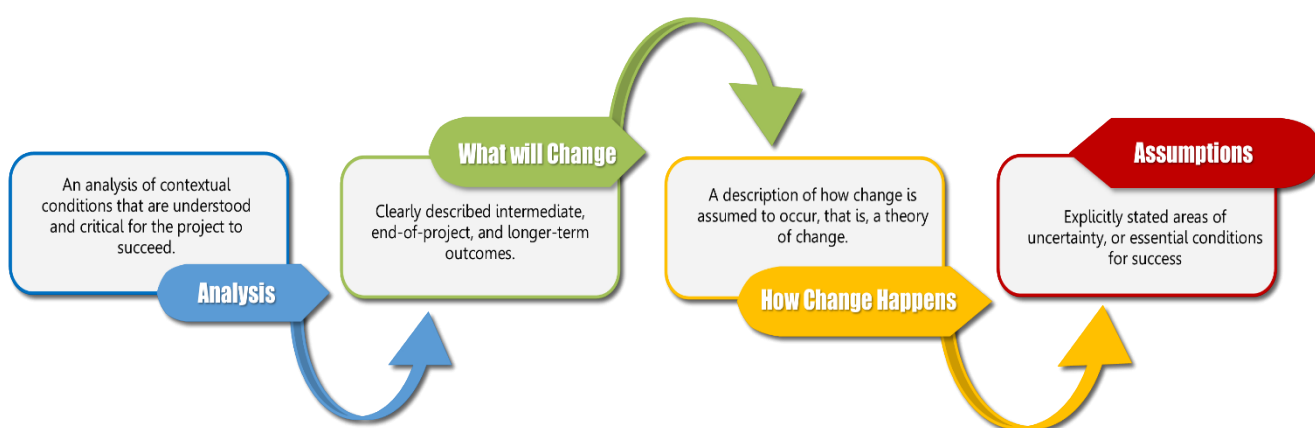 An analysis of contextual
conditions that are understood
and critical for the project to
succeed.
Analysis
What will Change
Clearly described intermediate,
end-of-project, and longer-term
outcomes.
A description of how change is
assumed to occur, that is, a theory
of change.
How Change Happens
Assumptions
Explicitly stated areas of
uncertainty, or essential conditions
for success